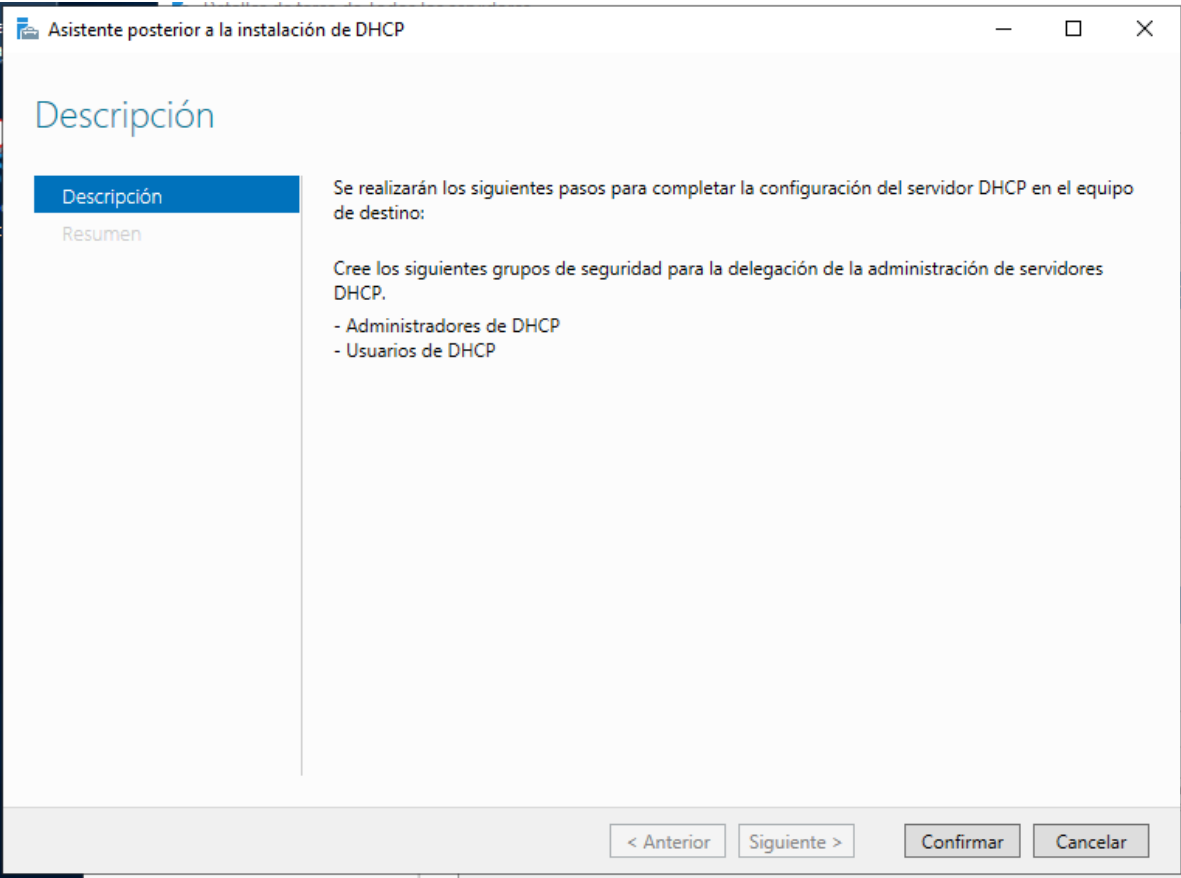 Asistente posterior a la instalación de DHCP
Descripción
Descripción
Resumen
Se realizarán los siguientes pasos para completar la configuración del servidor DHCP en el equipo
de destino:
Cree los siguientes grupos de seguridad para la delegación de la administración de servidores
DHCP.
- Administradores de DHCP
- Usuarios de DHCP
< Anterior
Siguiente >
Confirmar
Cancelar